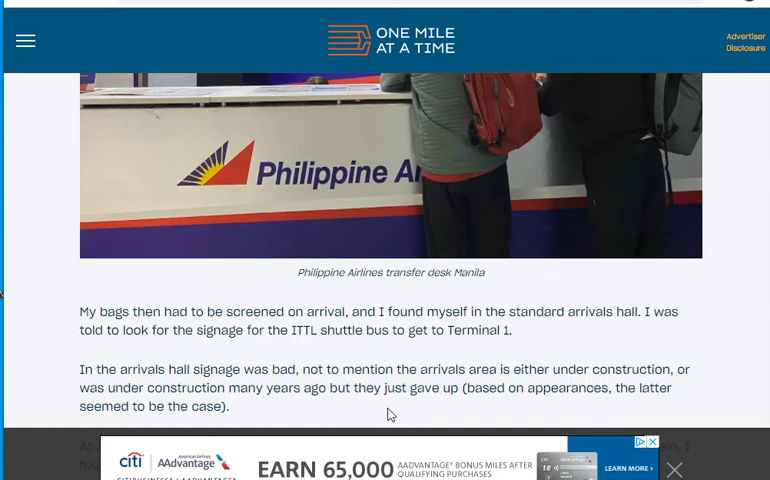 ONE MILE
AT A TIME
Advertiser
Disclosure
Philippine
Philippine Airlines transfer desk Manila
My bags then had to be screened on arrival, and I found myself in the standard arrivals hall. I was
told to look for the signage for the ITTL shuttle bus to get to Terminal 1.
In the arrivals hall signage was bad, not to mention the arrivals area is either under construction, or
was under construction many years ago but they just gave up (based on appearances, the latter
seemed to be the case).
citi
American Airlines
AAdvantage
EARN 65,000
AADVANTAGE® BONUS MILES AFTER
QUALIFYING PURCHASES
LEARN MORE >